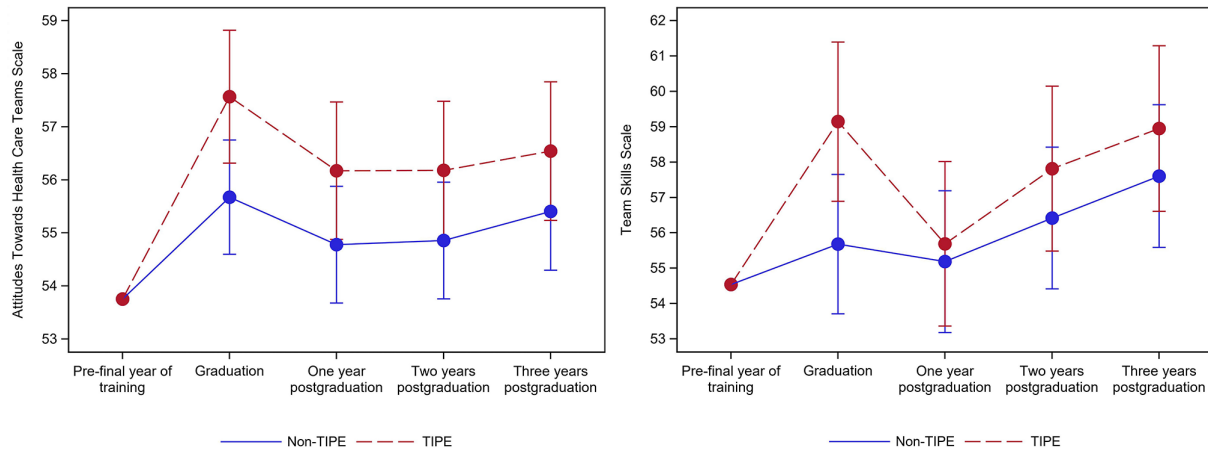 Attitudes Towards Health Care Teams Scale
59
58
57
56
55
54
53
Pre-final year of
training
Graduation
One year
postgraduation
Two years
postgraduation
Three years
postgraduation
Non-TIPE
TIPE
Team Skills Scale
62
61
60
59
58
57
56
55
54
53
Pre-final year of
training
Graduation
One year
postgraduation
Two years
postgraduation
Three years
postgraduation
Non-TIPE
TIPE